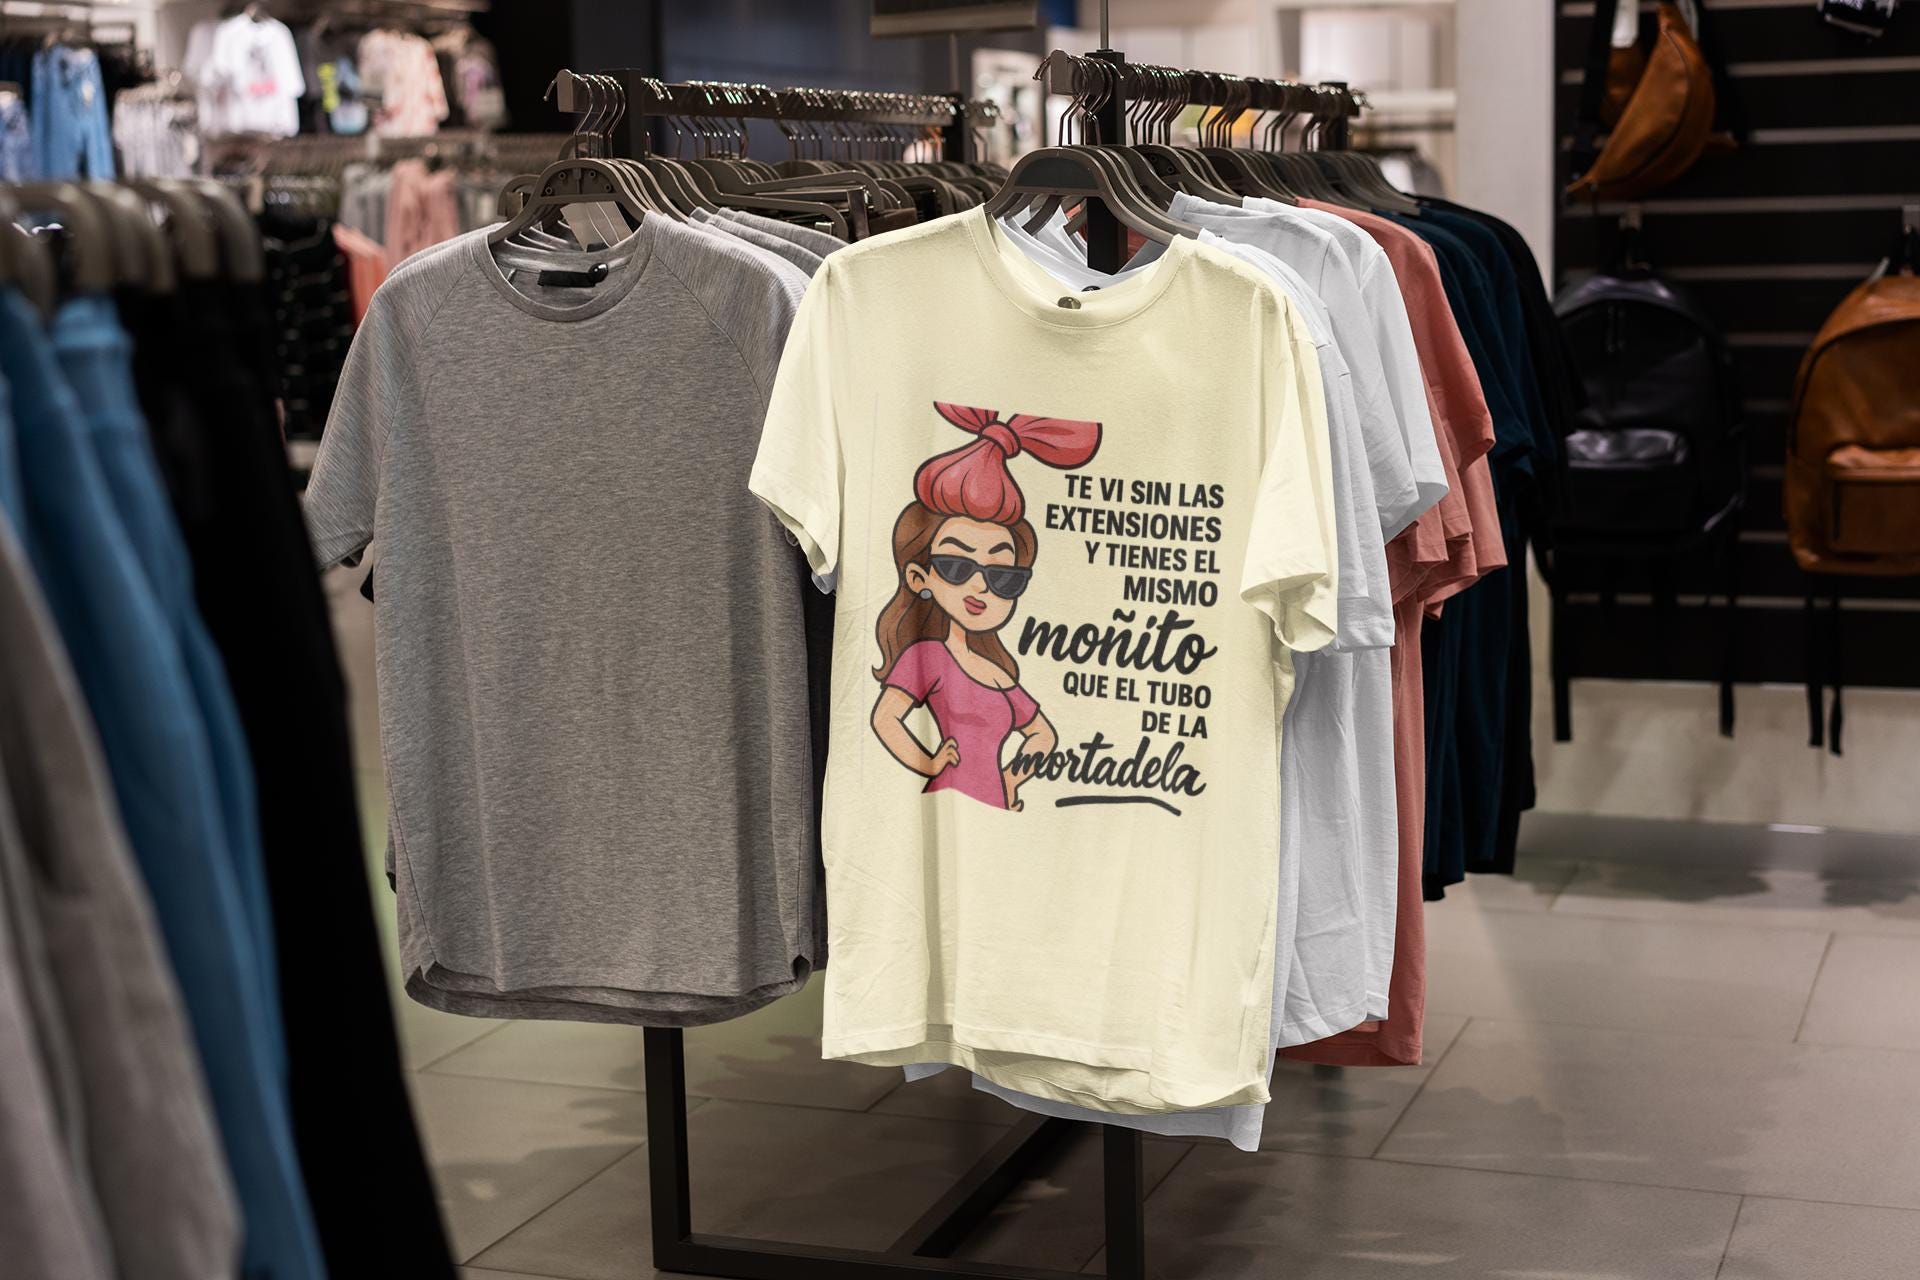 TE VI SIN LAS
EXTENSIONES
Y TIENES EL
MISMO
moñito
QUE EL TUBO
DE LA
mortadela